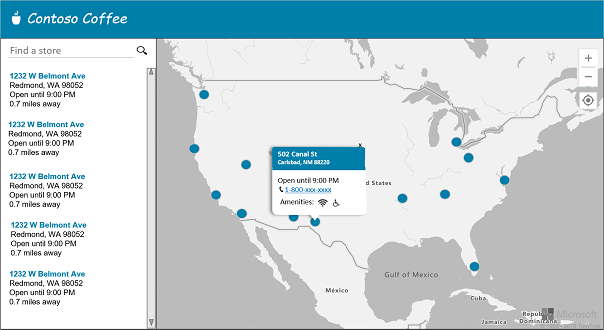 Contoso Coffee
Find a store
1232 W Belmont Ave
Redmond, WA 98052
Open until 9:00 PM
0.7 miles away
1232 W Belmont Ave
Redmond, WA 98052
Open until 9:00 PM
0.7 miles away
1232 W Belmont Ave
Redmond, WA 98052
Open until 9:00 PM
0.7 miles away
1232 W Belmont Ave
Redmond, WA 98052
Open until 9:00 PM
0.7 miles away
1232 W Belmont Ave
Redmond, WA 98052
Open until 9:00 PM
0.7 miles away
x
502 Canal St
Carlsbad, NM 88220
Open until 9:00 PM
1-800-xxx-xxxx
Amenities:
d States
Gulf of Mexico
México
Cuba
Jamaica
Dominicana
Microsoft